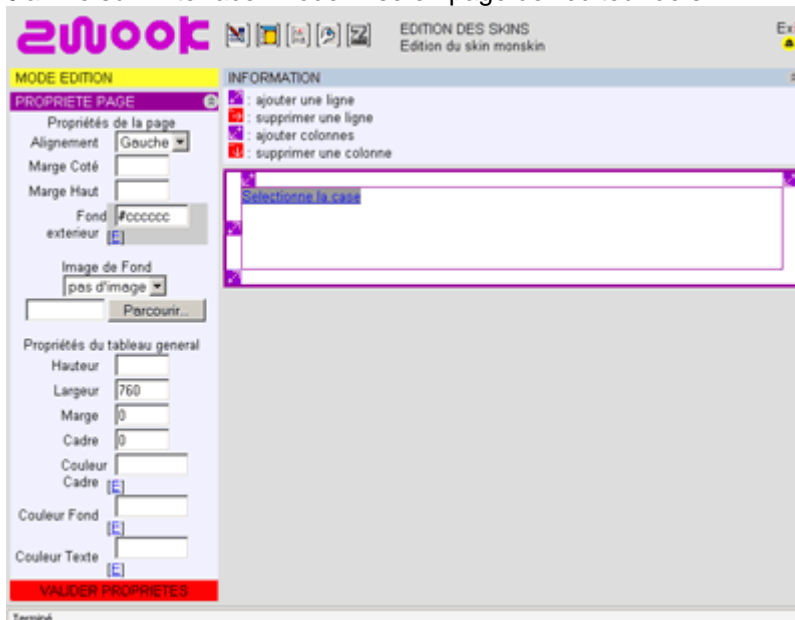 2WOOK
EDITION DES SKINS
Edition du skin monskin
MODE EDITION
PROPRIETE PAGE
Propriétés de la page
Alignement Gauche
Marge Coté
Marge Haut
Fond #cccccc
exterieur [E]
Image de Fond
pas d'image
Parcourir...
Propriétés du tableau general
Hauteur
Largeur 760
Marge 0
Cadre 0
Couleur
Cadre [E]
Couleur Fond
[E]
Couleur Texte
[E]
VALIDER PROPRIETES
INFORMATION
: ajouter une ligne
: supprimer une ligne
: ajouter colonnes
: supprimer une colonne
Selectionne la case
Terminé